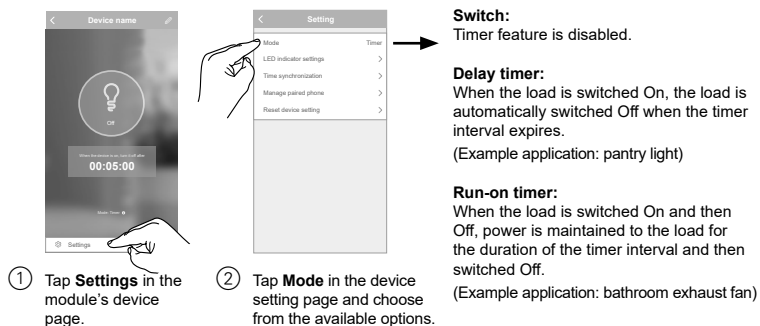 Device name
Off
When the device is on, turn it off after
00:05:00
Mode: Timer
Settings
① Tap Settings in the
module's device
page.
Setting
Mode Timer
LED indicator settings
Time synchronization
Manage paired phone
Reset device setting
② Tap Mode in the device
setting page and choose
from the available options.
Switch:
Timer feature is disabled.
Delay timer:
When the load is switched On, the load is
automatically switched Off when the timer
interval expires.
(Example application: pantry light)
Run-on timer:
When the load is switched On and then
Off, power is maintained to the load for
the duration of the timer interval and then
switched Off.
(Example application: bathroom exhaust fan)